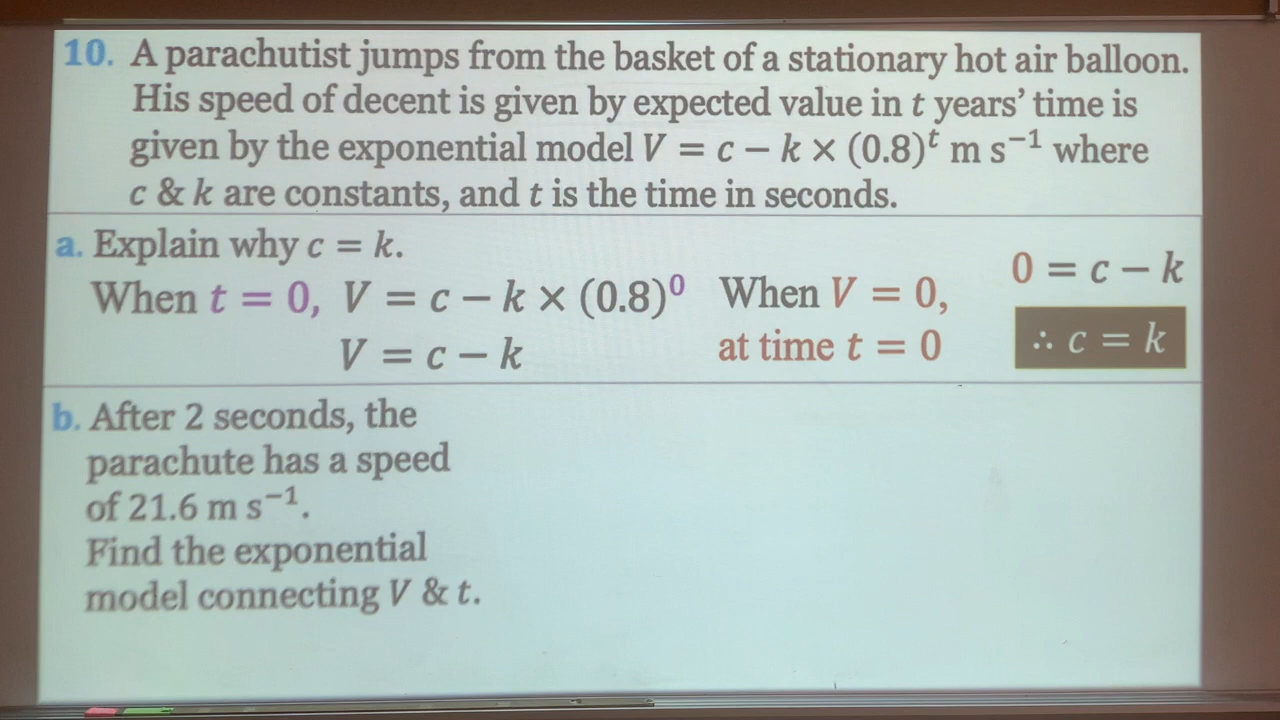 10. A parachutist jumps from the basket of a stationary hot air balloon.
His speed of decent is given by expected value in t years' time is
given by the exponential model V = c − k × (0.8)^t m s⁻¹ where
c & k are constants, and t is the time in seconds.
a. Explain why c = k.
When t = 0, V = c − k × (0.8)⁰
V = c − k
When V = 0,
at time t = 0
0 = c − k
∴ c = k
b. After 2 seconds, the
parachute has a speed
of 21.6 m s⁻¹.
Find the exponential
model connecting V & t.